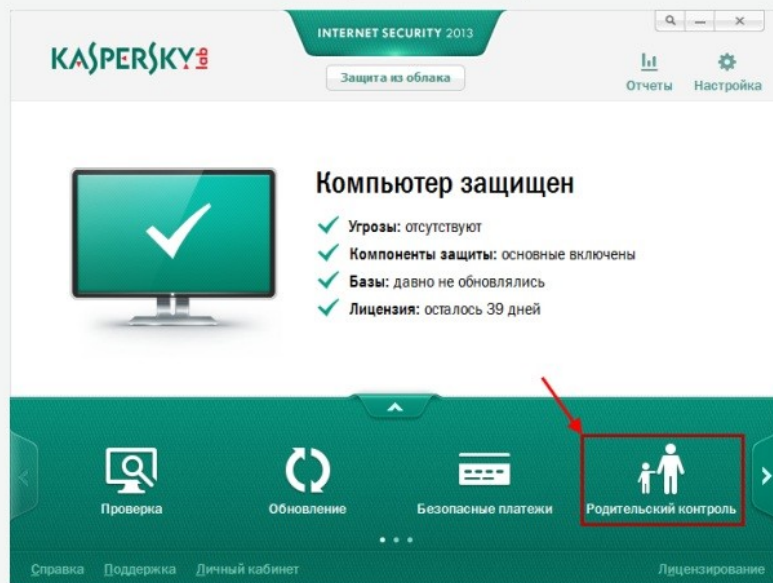 INTERNET SECURITY 2013
KASPERSKY lab
Защита из облака
Отчеты
Настройка
Компьютер защищен
Угрозы: отсутствуют
Компоненты защиты: основные включены
Базы: давно не обновлялись
Лицензия: осталось 39 дней
Проверка
Обновление
Безопасные платежи
Родительский контроль
Справка Поддержка Личный кабинет
Лицензирование